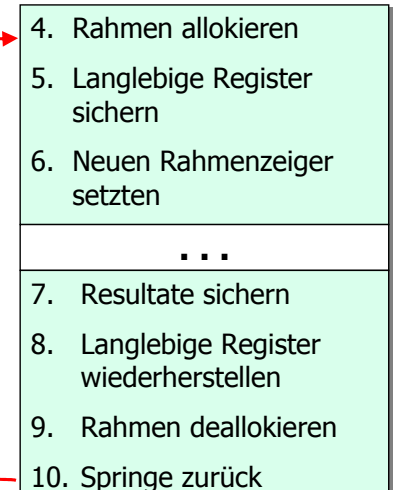 4. Rahmen allokieren
5. Langlebige Register
sichern
6. Neuen Rahmenzeiger
setzten
...
7. Resultate sichern
8. Langlebige Register
wiederherstellen
9. Rahmen deallokieren
10. Springe zurück